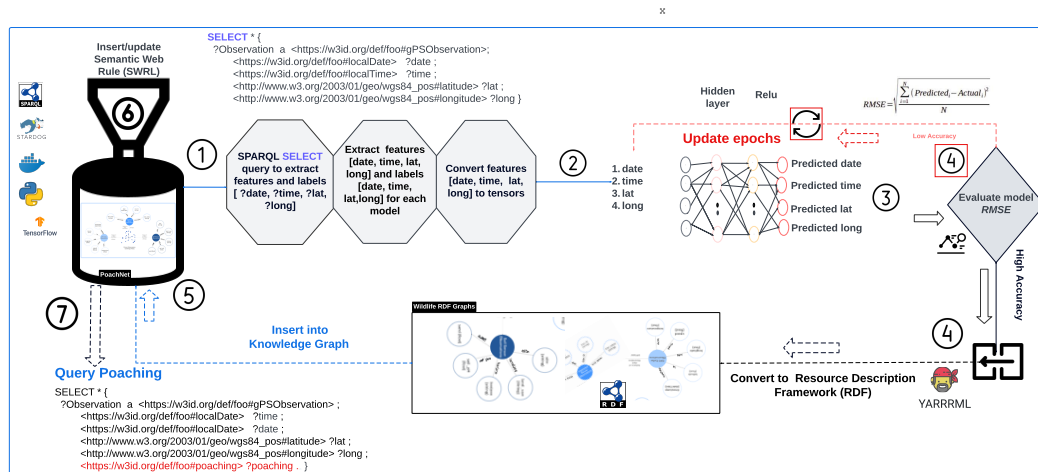 x
Insert/update
Semantic Web
Rule (SWRL)
SELECT * {
?Observation a <https://w3id.org/def/foo#gPSObservation>;
<https://w3id.org/def/foo#localDate> ?date ;
<https://w3id.org/def/foo#localTime> ?time ;
<http://www.w3.org/2003/01/geo/wgs84_pos#latitude> ?lat ;
<http://www.w3.org/2003/01/geo/wgs84_pos#longitude> ?long }
SPARQL
STARDOG
TensorFlow
6
PoachNet
1
SPARQL SELECT
query to extract
features and labels
[ ?date, ?time, ?lat,
?long]
Extract features
[date, time, lat,
long] and labels
[date, time,
lat,long] for each
model
Convert features
[date, time, lat,
long] to tensors
2
1. date
2. time
3. lat
4. long
Hidden
layer
Relu
Update epochs
Predicted date
Predicted time
Predicted lat
Predicted long
RMSE = √ N Σ i=1 (Predicted i − Actual i)² / N
Low Accuracy
3
4
Evaluate model
RMSE
High Accuracy
4
YARRRML
Convert to Resource Description
Framework (RDF)
Wildlife RDF Graphs
RDF
Insert into
Knowledge Graph
5
7
Query Poaching
SELECT * {
?Observation a <https://w3id.org/def/foo#gPSObservation> ;
<https://w3id.org/def/foo#localDate> ?time ;
<https://w3id.org/def/foo#localDate> ?date ;
<http://www.w3.org/2003/01/geo/wgs84_pos#latitude> ?lat ;
<http://www.w3.org/2003/01/geo/wgs84_pos#longitude> ?long ;
<https://w3id.org/def/foo#poaching> ?poaching . }